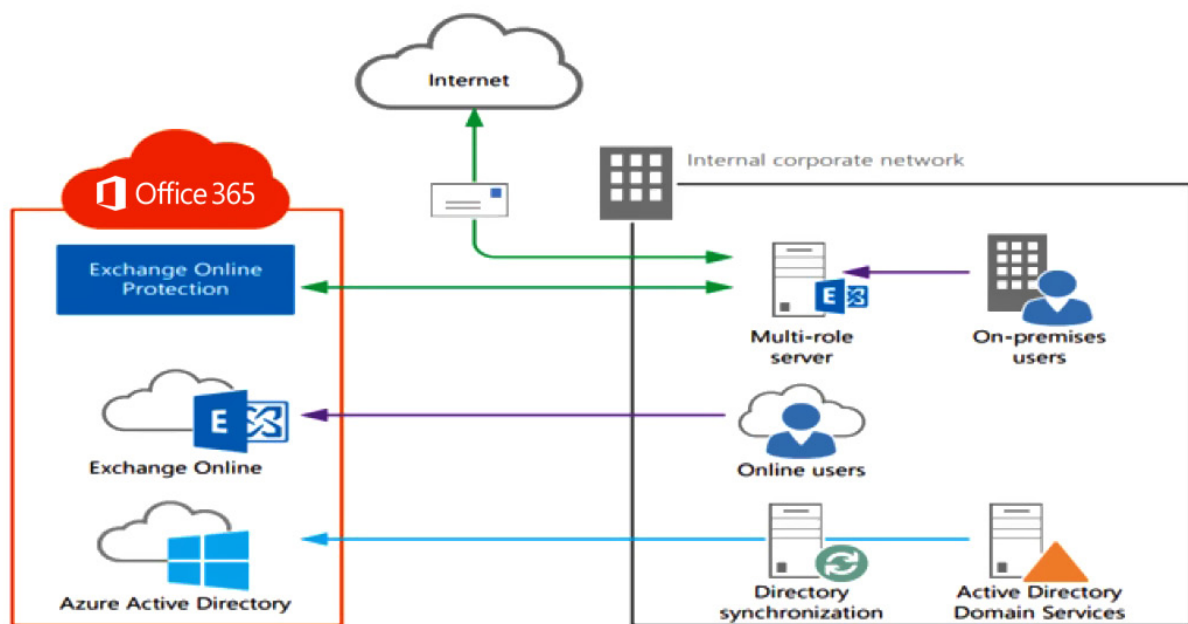 Internet
Internal corporate network
Office 365
Exchange Online
Protection
E
Multi-role
server
On-premises
users
E
Exchange Online
Online users
Azure Active Directory
Directory
synchronization
Active Directory
Domain Services